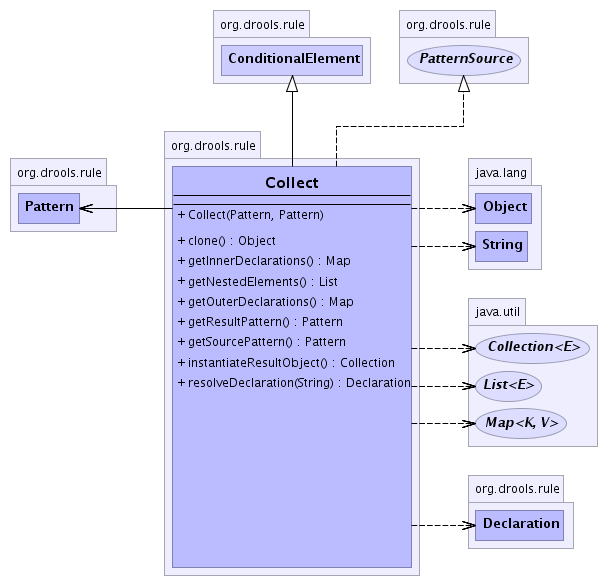 org.drools.rule
ConditionalElement
org.drools.rule
PatternSource
org.drools.rule
Pattern
org.drools.rule
Collect
+ Collect(Pattern, Pattern)
+ clone() : Object
+ getInnerDeclarations() : Map
+ getNestedElements() : List
+ getOuterDeclarations() : Map
+ getResultPattern() : Pattern
+ getSourcePattern() : Pattern
+ instantiateResultObject() : Collection
+ resolveDeclaration(String) : Declaration
java.lang
Object
String
java.util
Collection<E>
List<E>
Map<K, V>
org.drools.rule
Declaration